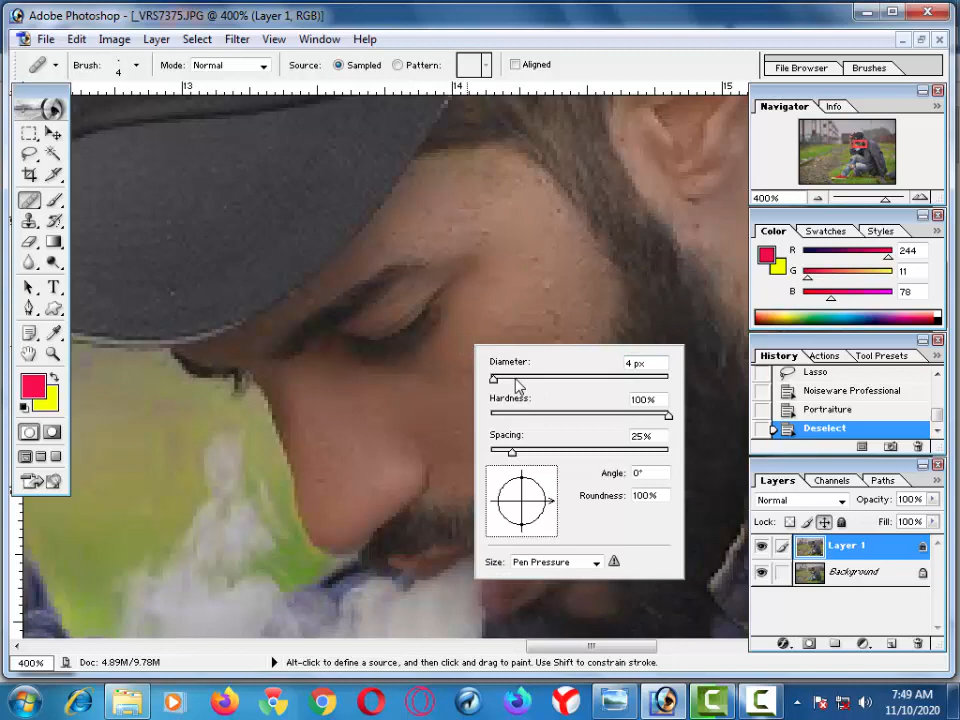 Adobe Photoshop - [_VRS7375.JPG @ 400% (Layer 1, RGB)]
File Edit Image Layer Select Filter View Window Help
Brush: 4 Mode: Normal Source: Sampled Pattern: Aligned
File Browser Brushes
13 14 15
Navigator Info
400%
Color Swatches Styles
R 244
G 11
B 78
Diameter: 4 px
Hardness: 100%
Spacing: 25%
Angle: 0°
Roundness: 100%
Size: Pen Pressure
History Actions Tool Presets
Lasso
Noiseware Professional
Portraiture
Deselect
Layers Channels Paths
Normal Opacity: 100%
Lock: Fill: 100%
Layer 1
Background
400% Doc: 4.89M/9.78M Alt-click to define a source, and then click and drag to paint. Use Shift to constrain stroke.
7:49 AM
11/10/2020